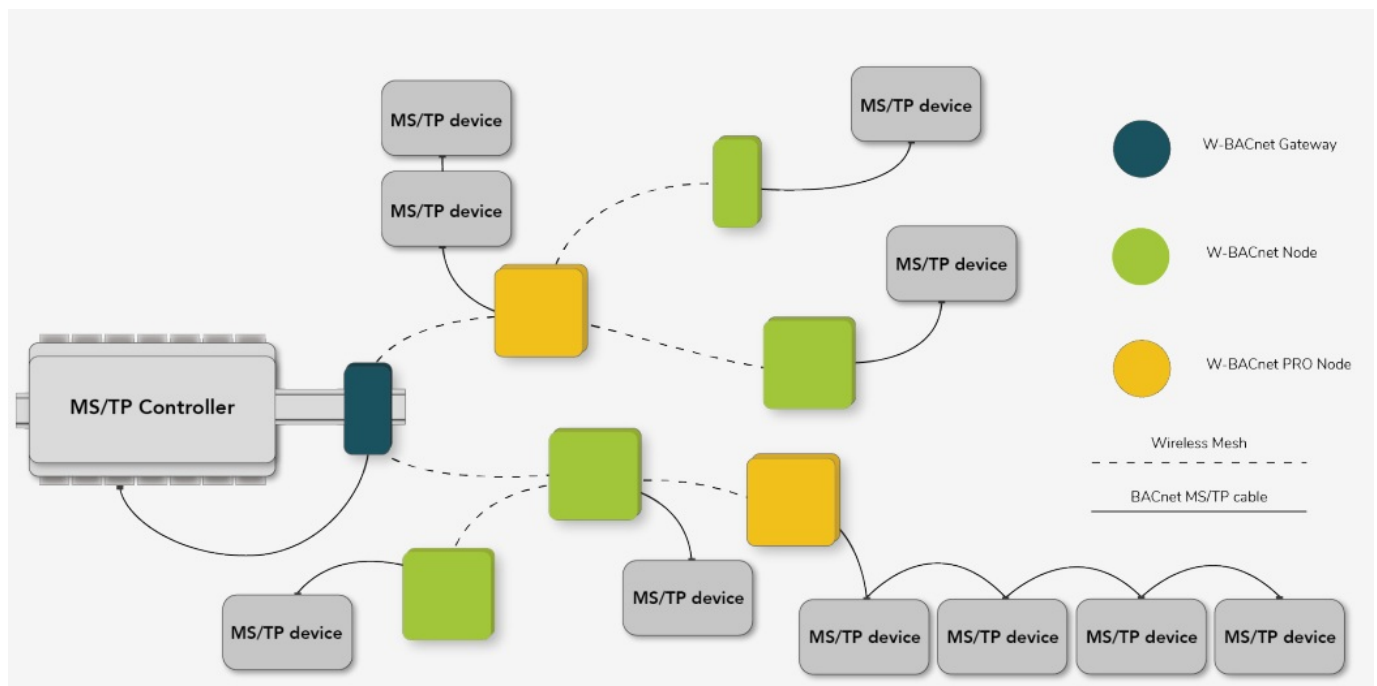 MS/TP device
MS/TP device
W-BACnet Gateway
MS/TP device
W-BACnet Node
MS/TP device
W-BACnet PRO Node
MS/TP Controller
Wireless Mesh
BACnet MS/TP cable
MS/TP device
MS/TP device
MS/TP device
MS/TP device
MS/TP device
MS/TP device